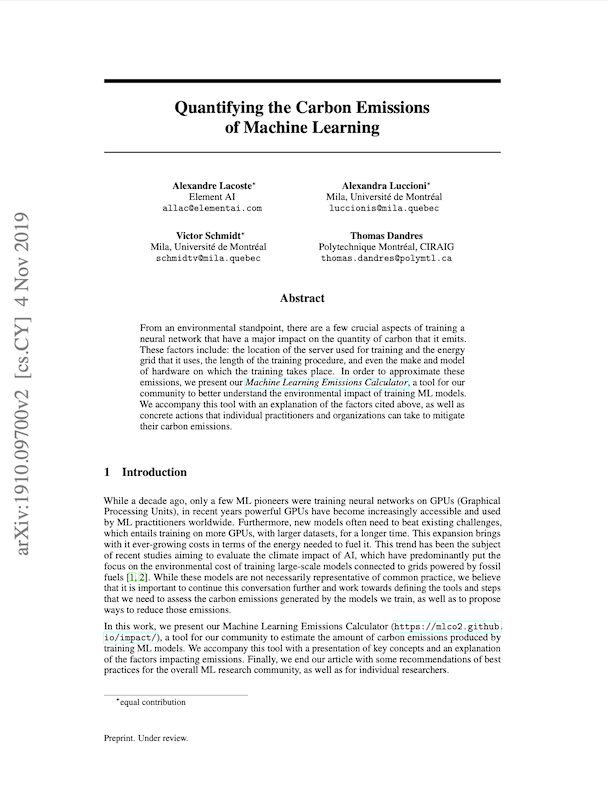 arXiv:1910.09700v2 [cs.CY] 4 Nov 2019
Quantifying the Carbon Emissions
of Machine Learning
Alexandre Lacoste*
Element AI
allac@elementai.com
Alexandra Luccioni*
Mila, Université de Montréal
luccionis@mila.quebec
Victor Schmidt*
Mila, Université de Montréal
schmidtv@mila.quebec
Thomas Dandres
Polytechnique Montréal, CIRAIG
thomas.dandres@polymtl.ca
Abstract
From an environmental standpoint, there are a few crucial aspects of training a
neural network that have a major impact on the quantity of carbon that it emits.
These factors include: the location of the server used for training and the energy
grid that it uses, the length of the training procedure, and even the make and model
of hardware on which the training takes place. In order to approximate these
emissions, we present our Machine Learning Emissions Calculator, a tool for our
community to better understand the environmental impact of training ML models.
We accompany this tool with an explanation of the factors cited above, as well as
concrete actions that individual practitioners and organizations can take to mitigate
their carbon emissions.
1 Introduction
While a decade ago, only a few ML pioneers were training neural networks on GPUs (Graphical
Processing Units), in recent years powerful GPUs have become increasingly accessible and used
by ML practitioners worldwide. Furthermore, new models often need to beat existing challenges,
which entails training on more GPUs, with larger datasets, for a longer time. This expansion brings
with it ever-growing costs in terms of the energy needed to fuel it. This trend has been the subject
of recent studies aiming to evaluate the climate impact of AI, which have predominantly put the
focus on the environmental cost of training large-scale models connected to grids powered by fossil
fuels [1, 2]. While these models are not necessarily representative of common practice, we believe
that it is important to continue this conversation further and work towards defining the tools and steps
that we need to assess the carbon emissions generated by the models we train, as well as to propose
ways to reduce those emissions.
In this work, we present our Machine Learning Emissions Calculator (https://mlco2.github.
io/impact/), a tool for our community to estimate the amount of carbon emissions produced by
training ML models. We accompany this tool with a presentation of key concepts and an explanation
of the factors impacting emissions. Finally, we end our article with some recommendations of best
practices for the overall ML research community, as well as for individual researchers.
*equal contribution
Preprint. Under review.